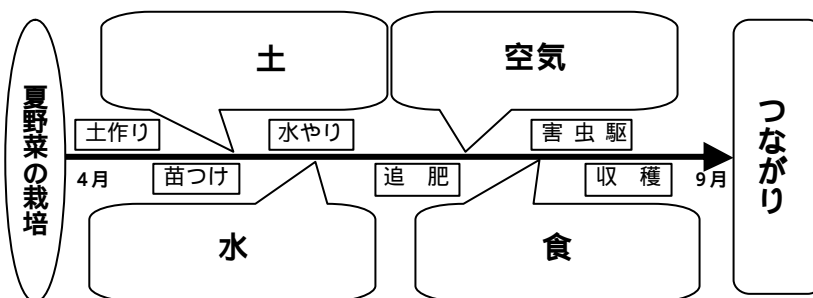 土
空気
夏野菜の栽培
つながり
土作り
水やり
害虫駆
4月
苗つけ
追肥
収穫
9月
水
食